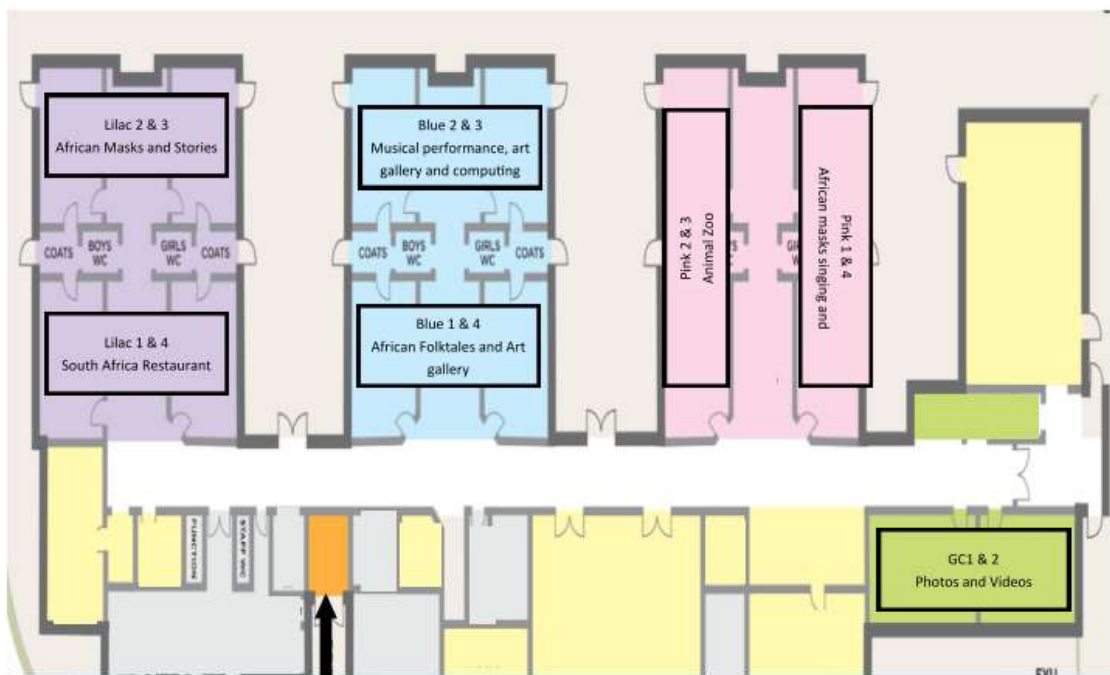 Lilac 2 & 3
African Masks and Stories
Blue 2 & 3
Musical performance, art
gallery and computing
Pink 2 & 3
Animal Zoo
Pink 1 & 4
African masks singing and
COATS
BOYS
WC
GIRLS
WC
COATS
COATS
BOYS
WC
GIRLS
WC
COATS
Lilac 1 & 4
South Africa Restaurant
Blue 1 & 4
African Folktales and Art
gallery
FUNCTION
STAFF WC
GC1 & 2
Photos and Videos